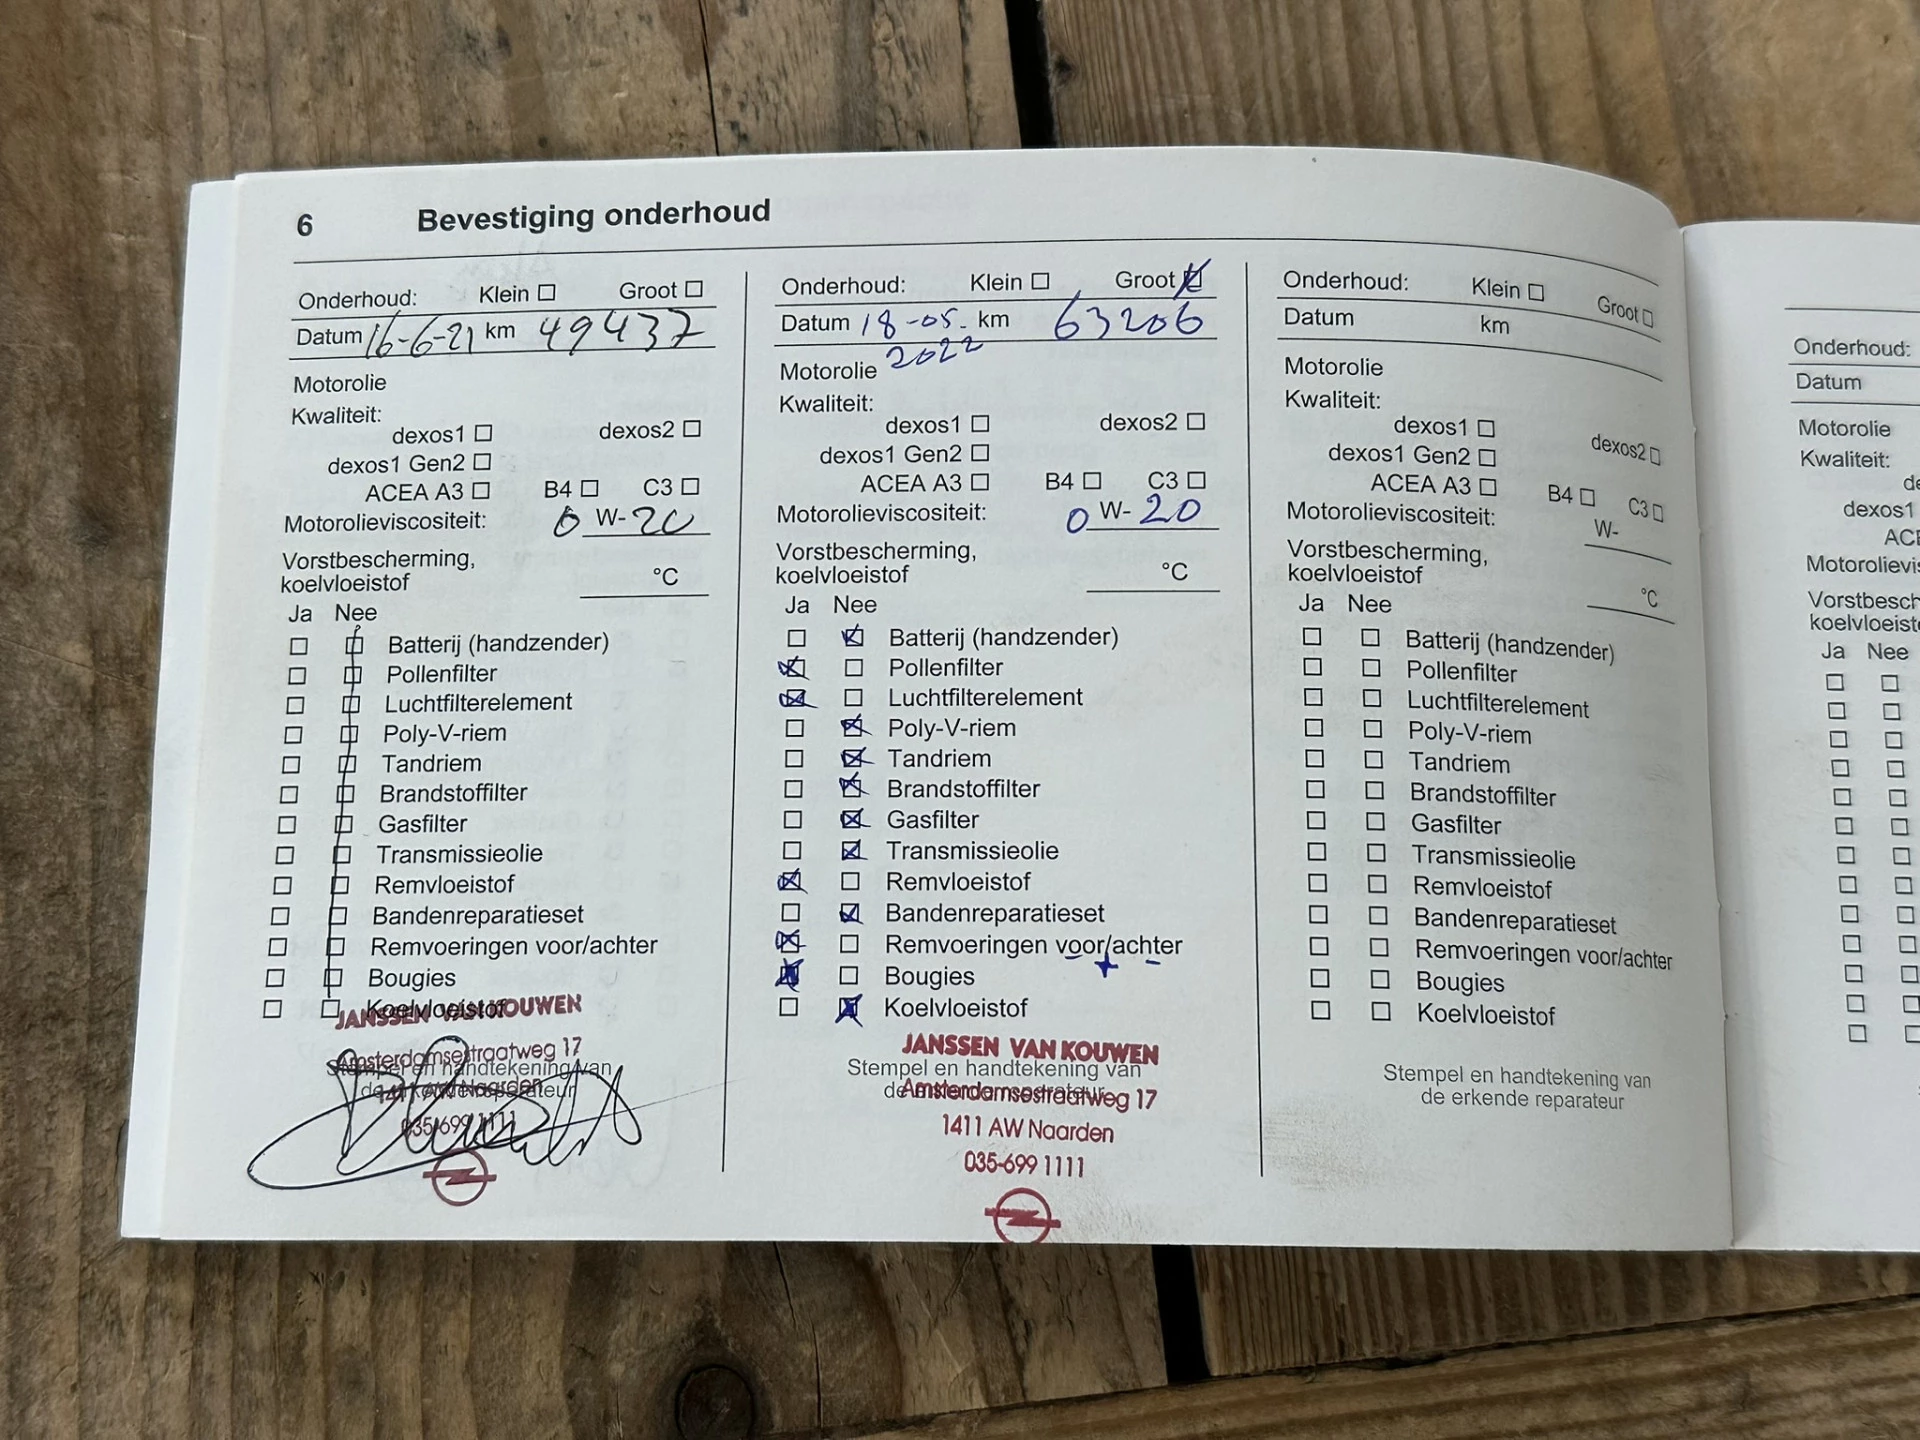 6 Bevestiging onderhoud
Onderhoud: Klein Groot
Datum 16-6-21 km 49437
Motorolie
Kwaliteit:
dexos1 dexos2
dexos1 Gen2
ACEA A3 B4 C3
Motorolieviscositeit: 0 W-20
Vorstbescherming,
koelvloeistof °C
Ja Nee
Batterij (handzender)
Pollenfilter
Luchtfilterelement
Poly-V-riem
Tandriem
Brandstoffilter
Gasfilter
Transmissieolie
Remvloeistof
Bandenreparatieset
Remvoeringen voor/achter
Bougies
Koelvloeistof
JANSSEN VAN KOUWEN
Amsterdamsestraatweg 17
Stempel en handtekening van
de erkende reparateur
1411 AW Naarden
035-699 1111
Onderhoud: Klein Groot
Datum 18-05- km 63206
2022
Motorolie
Kwaliteit:
dexos1 dexos2
dexos1 Gen2
ACEA A3 B4 C3
Motorolieviscositeit: 0 W-20
Vorstbescherming,
koelvloeistof °C
Ja Nee
Batterij (handzender)
Pollenfilter
Luchtfilterelement
Poly-V-riem
Tandriem
Brandstoffilter
Gasfilter
Transmissieolie
Remvloeistof
Bandenreparatieset
Remvoeringen voor/achter
+
Bougies
Koelvloeistof
JANSSEN VAN KOUWEN
Stempel en handtekening van
de erkende reparateur
Amsterdamsestraatweg 17
1411 AW Naarden
035-699 1111
Onderhoud: Klein Groot
Datum km
Motorolie
Kwaliteit:
dexos1 dexos2
dexos1 Gen2
ACEA A3 B4 C3
Motorolieviscositeit: W-
Vorstbescherming,
koelvloeistof °C
Ja Nee
Batterij (handzender)
Pollenfilter
Luchtfilterelement
Poly-V-riem
Tandriem
Brandstoffilter
Gasfilter
Transmissieolie
Remvloeistof
Bandenreparatieset
Remvoeringen voor/achter
Bougies
Koelvloeistof
Stempel en handtekening van
de erkende reparateur
Onderhoud:
Datum
Motorolie
Kwaliteit:
de
dexos1
ACE
Motorolievis
Vorstbesch
koelvloeisto
Ja Nee